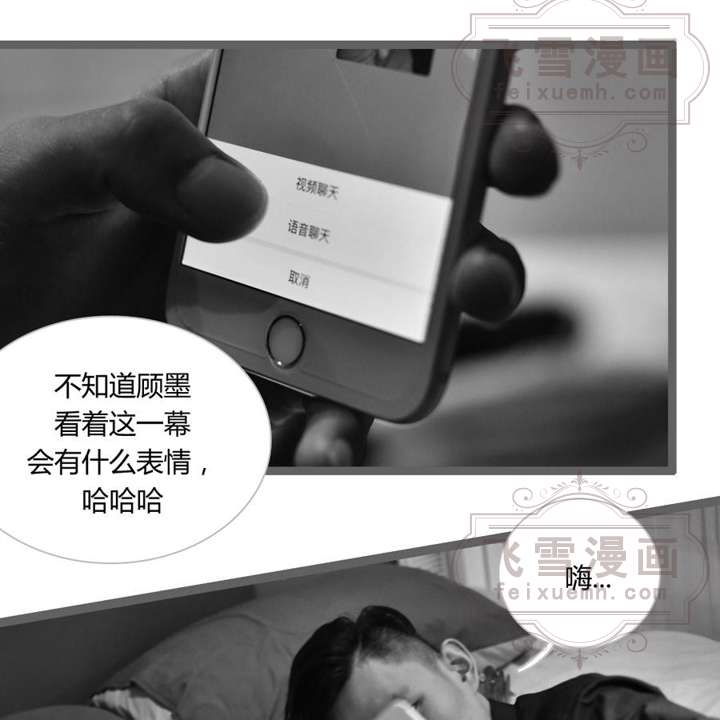 飞雪漫画
feixuemh.com
视频聊天
语音聊天
取消
不知道顾墨
看着这一幕
会有什么表情，
哈哈哈
嗨...
飞雪漫画
feixuemh.com